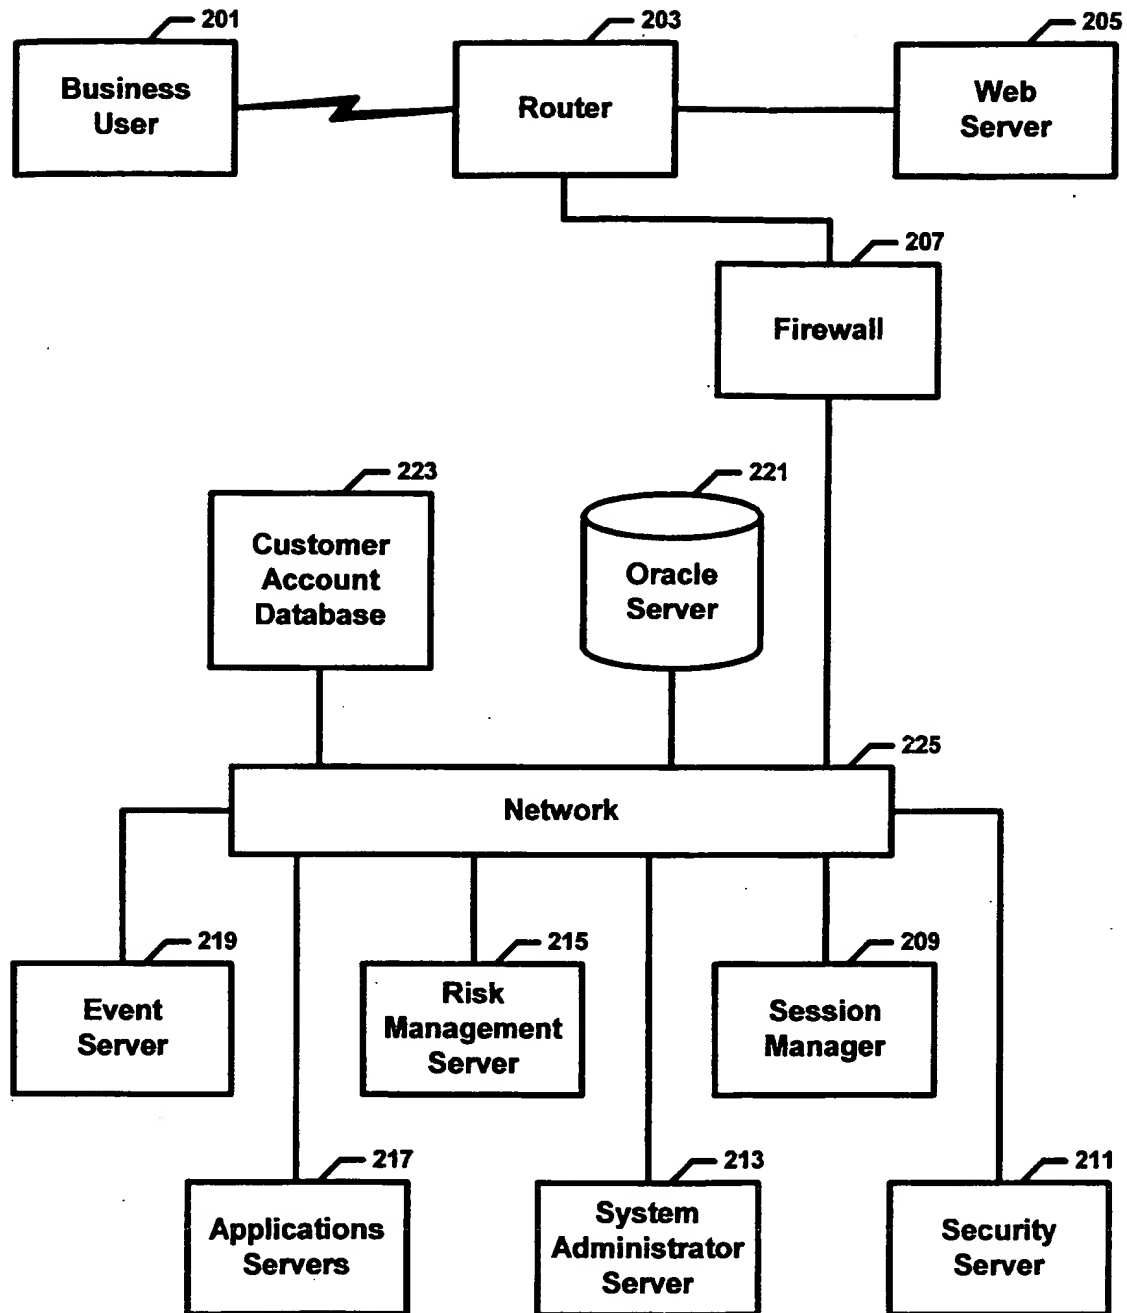 201
203
205
Business
User
Router
Web
Server
207
Firewall
223
221
Customer
Account
Database
Oracle
Server
225
Network
219
215
209
Event
Server
Risk
Management
Server
Session
Manager
217
213
211
Applications
Servers
System
Administrator
Server
Security
Server